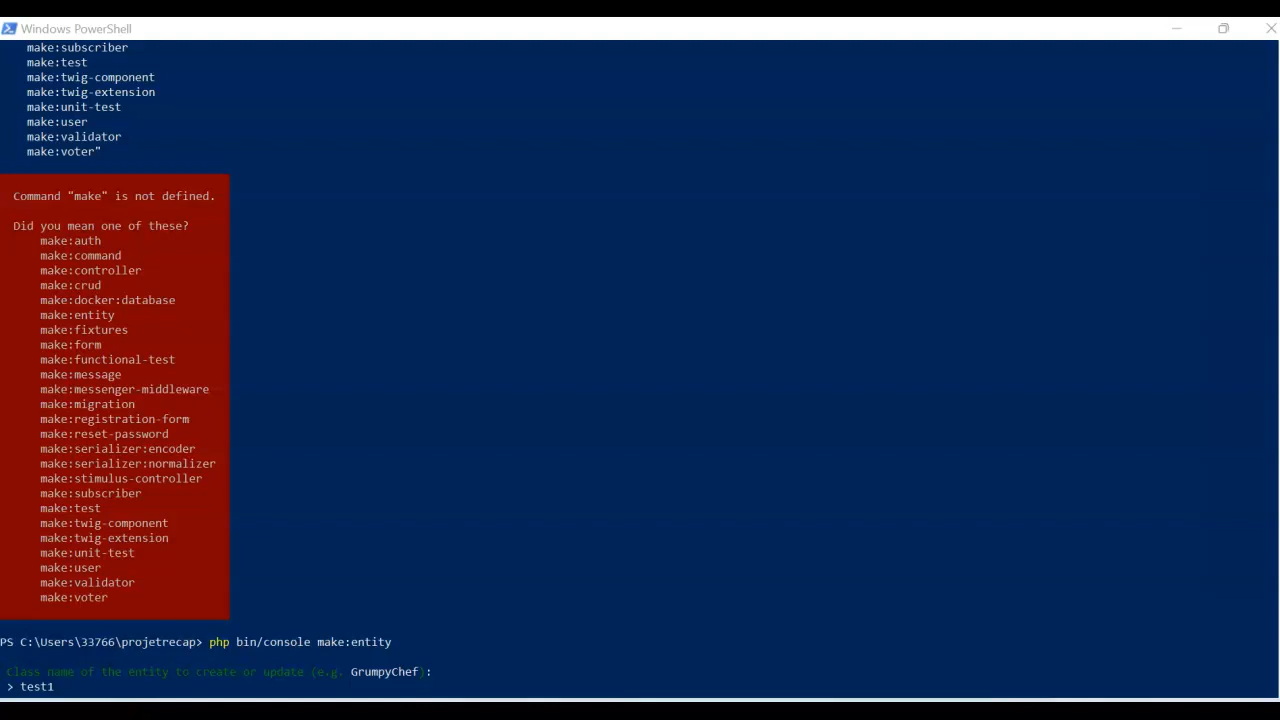 Windows PowerShell
make:subscriber
make:test
make:twig-component
make:twig-extension
make:unit-test
make:user
make:validator
make:voter"
Command "make" is not defined.
Did you mean one of these?
make:auth
make:command
make:controller
make:crud
make:docker:database
make:entity
make:fixtures
make:form
make:functional-test
make:message
make:messenger-middleware
make:migration
make:registration-form
make:reset-password
make:serializer:encoder
make:serializer:normalizer
make:stimulus-controller
make:subscriber
make:test
make:twig-component
make:twig-extension
make:unit-test
make:user
make:validator
make:voter
PS C:\Users\33766\projetrecap> php bin/console make:entity
Class name of the entity to create or update (e.g. GrumpyChef):
> test1